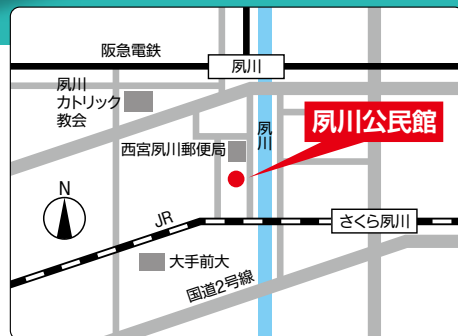 阪急電鉄
夙川
夙川
カトリック
教会
夙川公民館
夙川
西宮夙川郵便局
N
JR
さくら夙川
大手前大
国道2号線